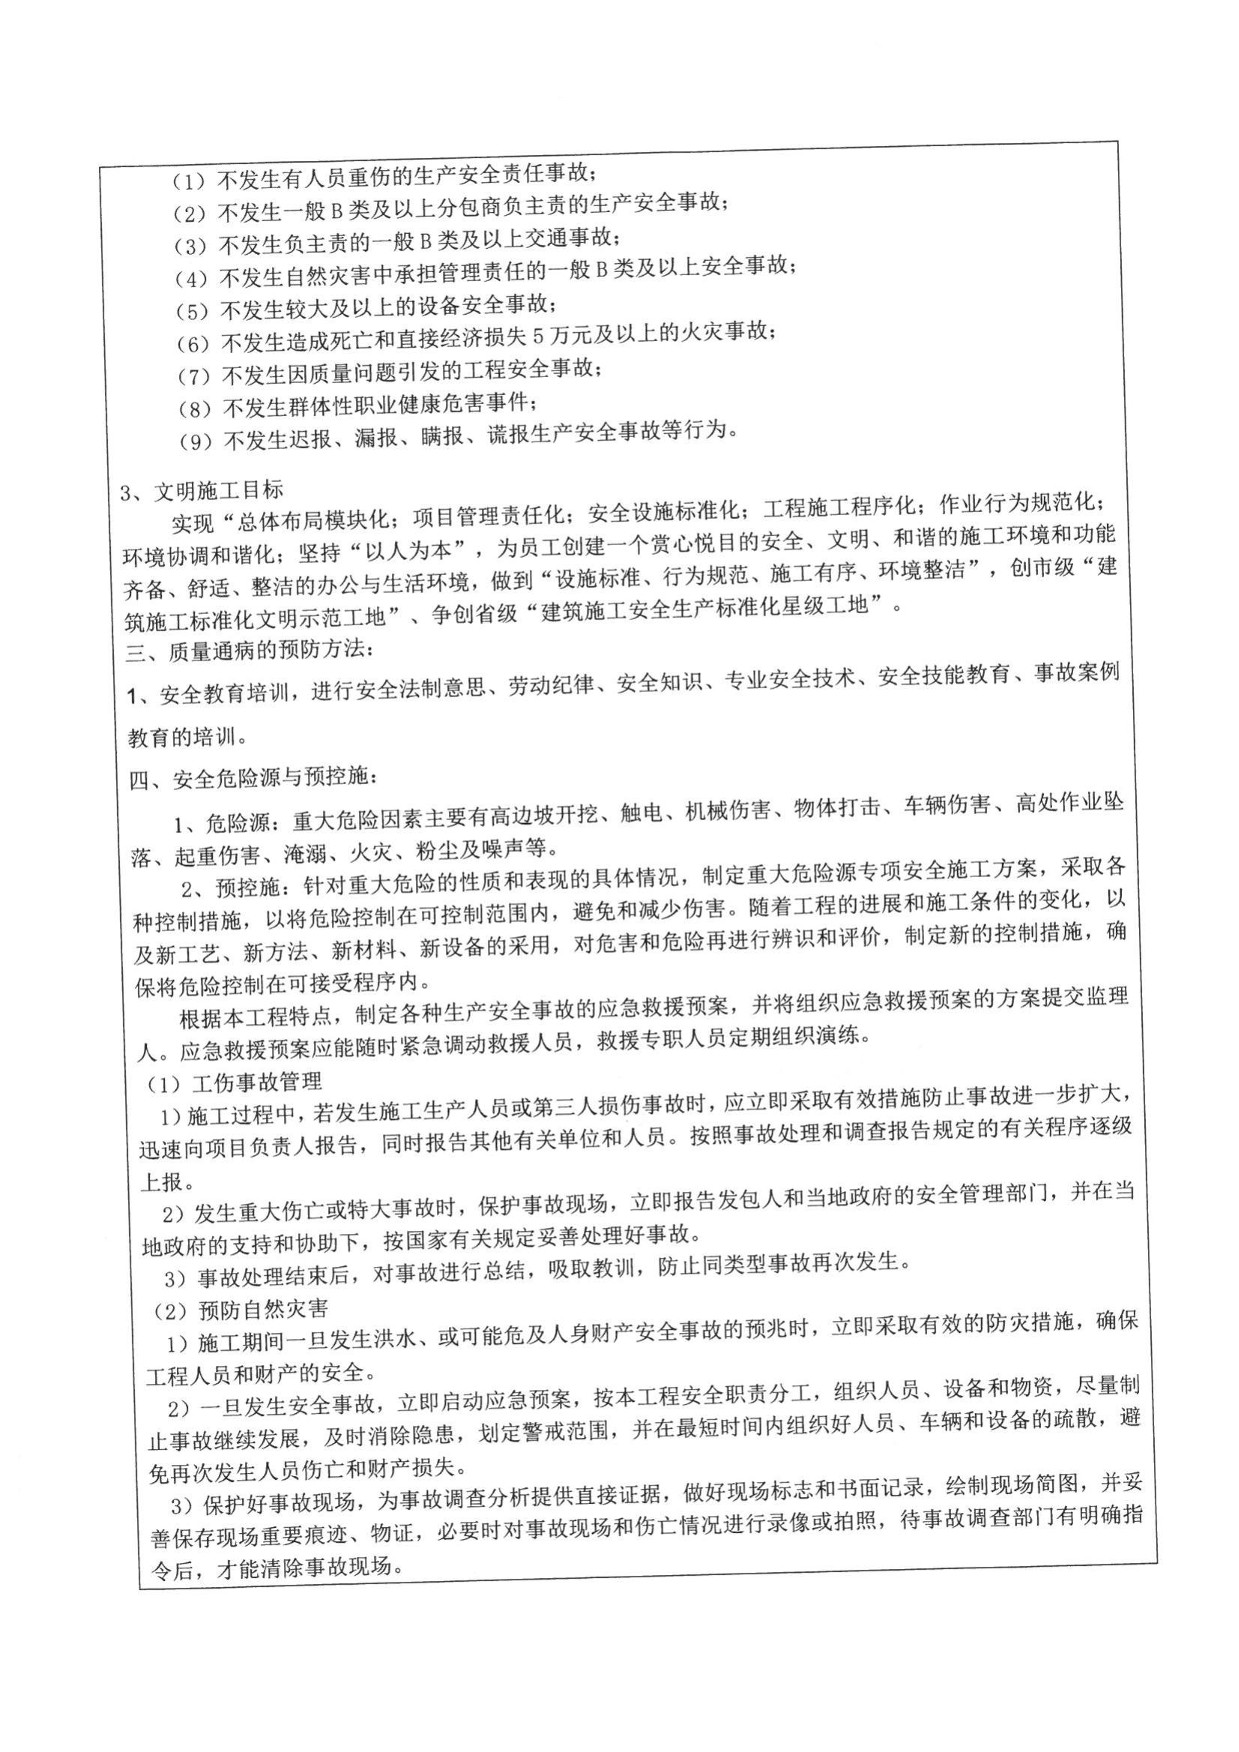 （1）不发生有人员重伤的生产安全责任事故；
（2）不发生一般 B 类及以上分包商负主责的生产安全事故；
（3）不发生负主责的一般 B 类及以上交通事故；
（4）不发生自然灾害中承担管理责任的一般 B 类及以上安全事故；
（5）不发生较大及以上的设备安全事故；
（6）不发生造成死亡和直接经济损失 5 万元及以上的火灾事故；
（7）不发生因质量问题引发的工程安全事故；
（8）不发生群体性职业健康危害事件；
（9）不发生迟报、漏报、瞒报、谎报生产安全事故等行为。
3、文明施工目标
实现“总体布局模块化；项目管理责任化；安全设施标准化；工程施工程序化；作业行为规范化；
环境协调和谐化；坚持“以人为本”，为员工创建一个赏心悦目的安全、文明、和谐的施工环境和功能
齐备、舒适、整洁的办公与生活环境，做到“设施标准、行为规范、施工有序、环境整洁”，创市级“建
筑施工标准化文明示范工地”、争创省级“建筑施工安全生产标准化星级工地”。
三、质量通病的预防方法：
1、安全教育培训，进行安全法制意思、劳动纪律、安全知识、专业安全技术、安全技能教育、事故案例
教育的培训。
四、安全危险源与预控施：
1、危险源：重大危险因素主要有高边坡开挖、触电、机械伤害、物体打击、车辆伤害、高处作业坠
落、起重伤害、淹溺、火灾、粉尘及噪声等。
2、预控施：针对重大危险的性质和表现的具体情况，制定重大危险源专项安全施工方案，采取各
种控制措施，以将危险控制在可控制范围内，避免和减少伤害。随着工程的进展和施工条件的变化，以
及新工艺、新方法、新材料、新设备的采用，对危害和危险再进行辨识和评价，制定新的控制措施，确
保将危险控制在可接受程序内。
根据本工程特点，制定各种生产安全事故的应急救援预案，并将组织应急救援预案的方案提交监理
人。应急救援预案应能随时紧急调动救援人员，救援专职人员定期组织演练。
（1）工伤事故管理
1）施工过程中，若发生施工生产人员或第三人损伤事故时，应立即采取有效措施防止事故进一步扩大，
迅速向项目负责人报告，同时报告其他有关单位和人员。按照事故处理和调查报告规定的有关程序逐级
上报。
2）发生重大伤亡或特大事故时，保护事故现场，立即报告发包人和当地政府的安全管理部门，并在当
地政府的支持和协助下，按国家有关规定妥善处理好事故。
3）事故处理结束后，对事故进行总结，吸取教训，防止同类型事故再次发生。
（2）预防自然灾害
1）施工期间一旦发生洪水、或可能危及人身财产安全事故的预兆时，立即采取有效的防灾措施，确保
工程人员和财产的安全。
2）一旦发生安全事故，立即启动应急预案，按本工程安全职责分工，组织人员、设备和物资，尽量制
止事故继续发展，及时消除隐患，划定警戒范围，并在最短时间内组织好人员、车辆和设备的疏散，避
免再次发生人员伤亡和财产损失。
3）保护好事故现场，为事故调查分析提供直接证据，做好现场标志和书面记录，绘制现场简图，并妥
善保存现场重要痕迹、物证，必要时对事故现场和伤亡情况进行录像或拍照，待事故调查部门有明确指
令后，才能清除事故现场。